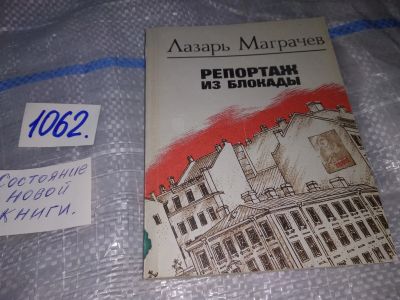 Лазарь Маграчев
РЕПОРТАЖ
ИЗ БЛОКАДЫ
1062.
Состояние
новой
книги.